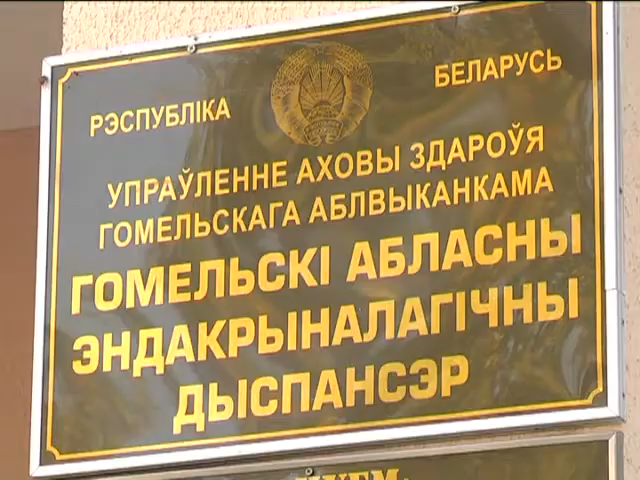 РЭСПУБЛІКА БЕЛАРУСЬ
УПРАЎЛЕННЕ АХОВЫ ЗДАРОЎЯ
ГОМЕЛЬСКАГА АБЛВЫКАНКАМА
ГОМЕЛЬСКІ АБЛАСНЫ
ЭНДАКРЫНАЛАГІЧНЫ
ДЫСПАНСЭР